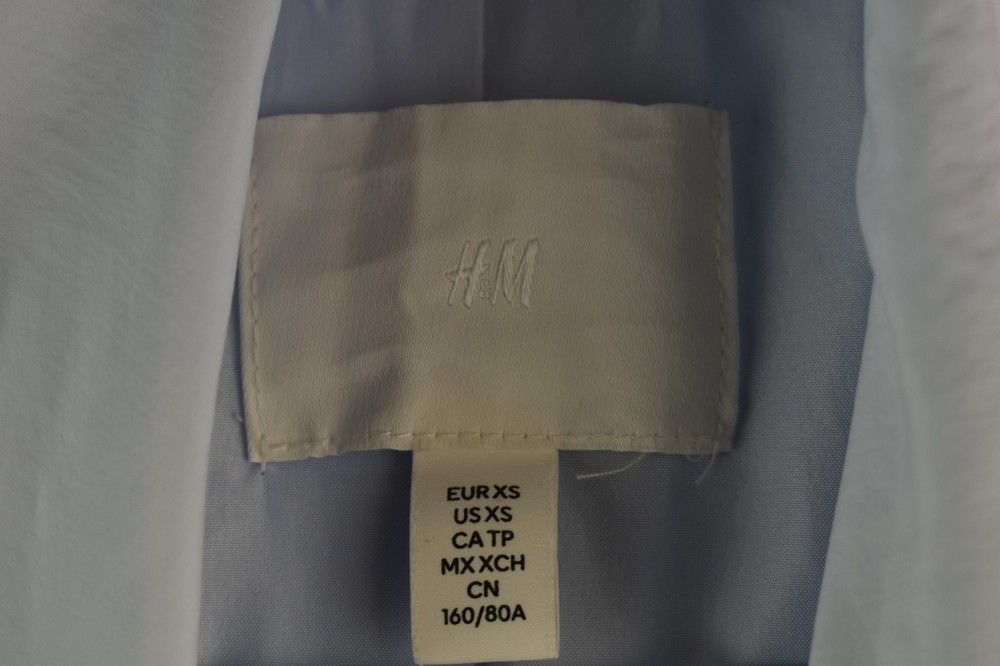 H&M
EUR XS
US XS
CA TP
MX XCH
CN
160/80A